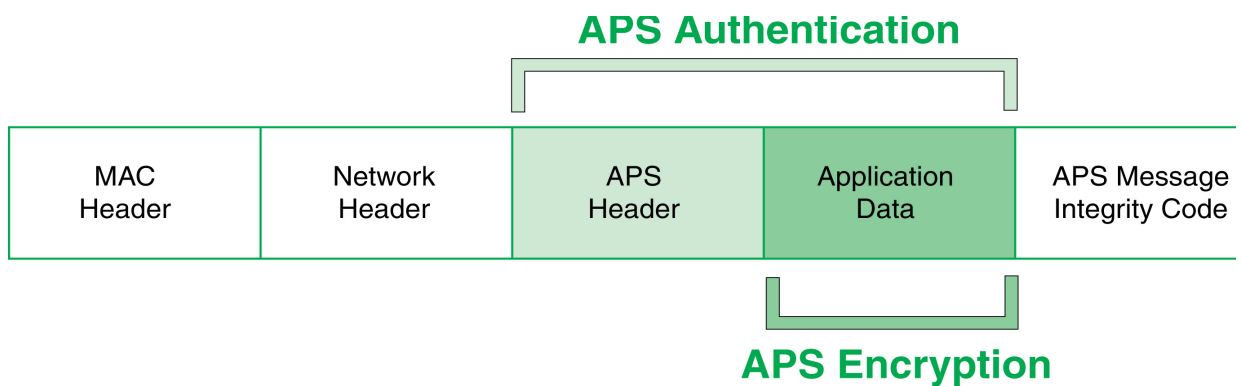 APS Authentication
MAC
Header
Network
Header
APS
Header
Application
Data
APS Message
Integrity Code
APS Encryption